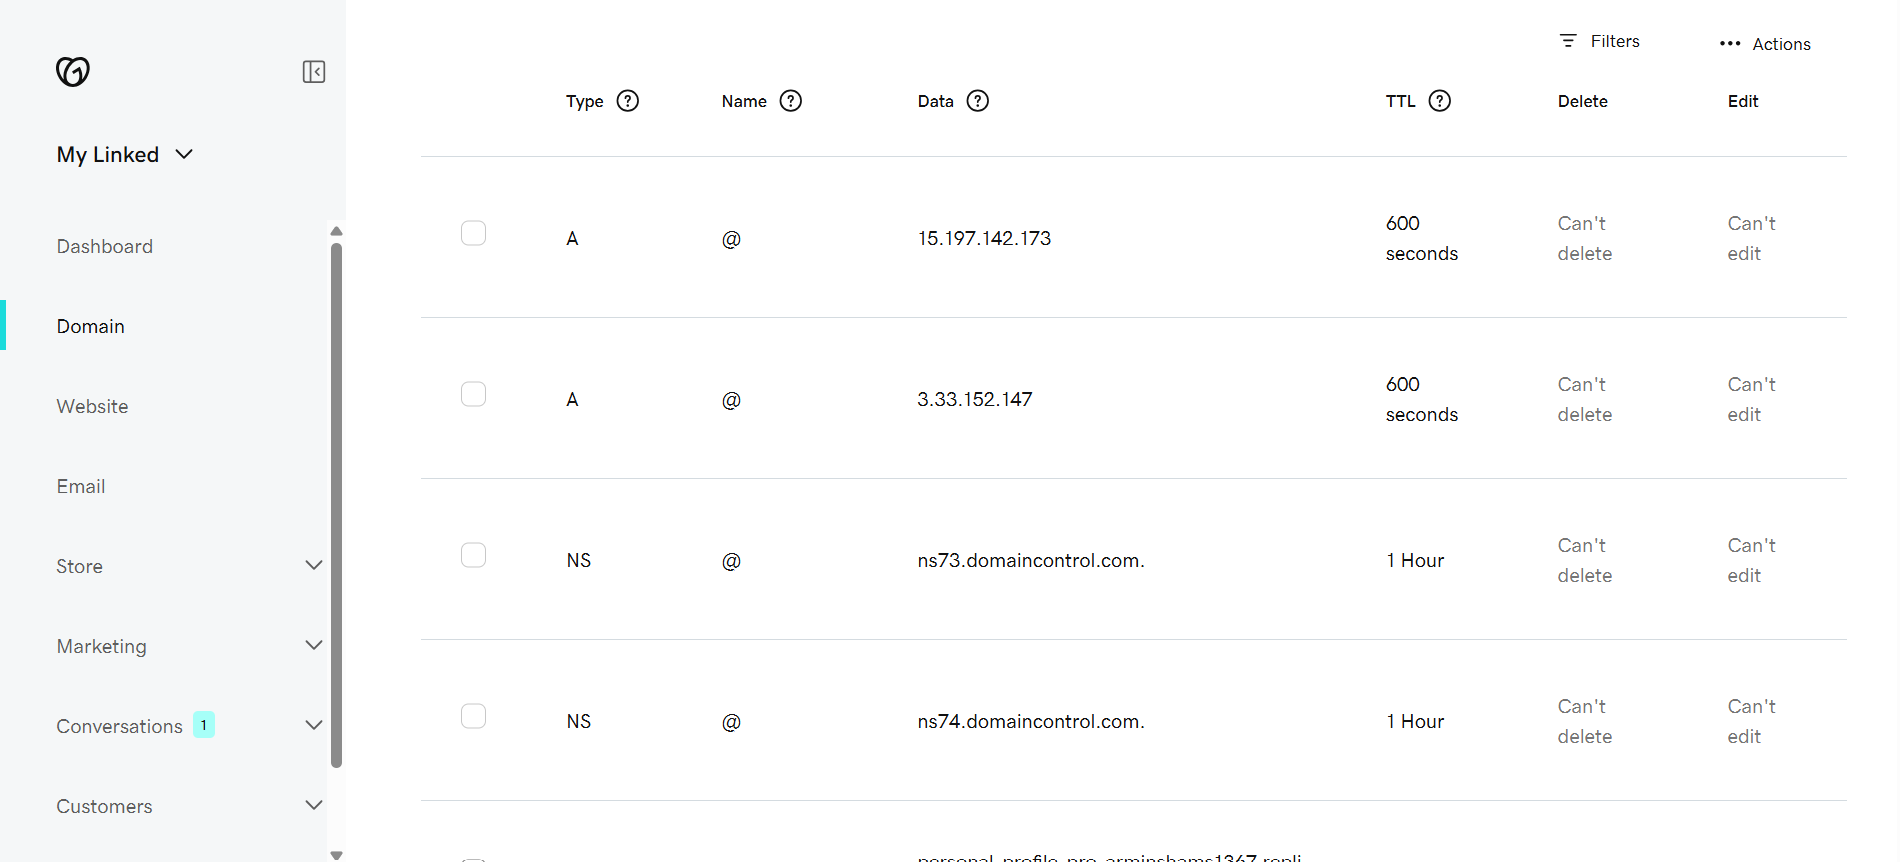 Filters
Actions
Type Name Data TTL Delete Edit
My Linked
Dashboard
Domain
Website
Email
Store
Marketing
Conversations 1
Customers
A @ 15.197.142.173 600 seconds Can't delete Can't edit
A @ 3.33.152.147 600 seconds Can't delete Can't edit
NS @ ns73.domaincontrol.com. 1 Hour Can't delete Can't edit
NS @ ns74.domaincontrol.com. 1 Hour Can't delete Can't edit